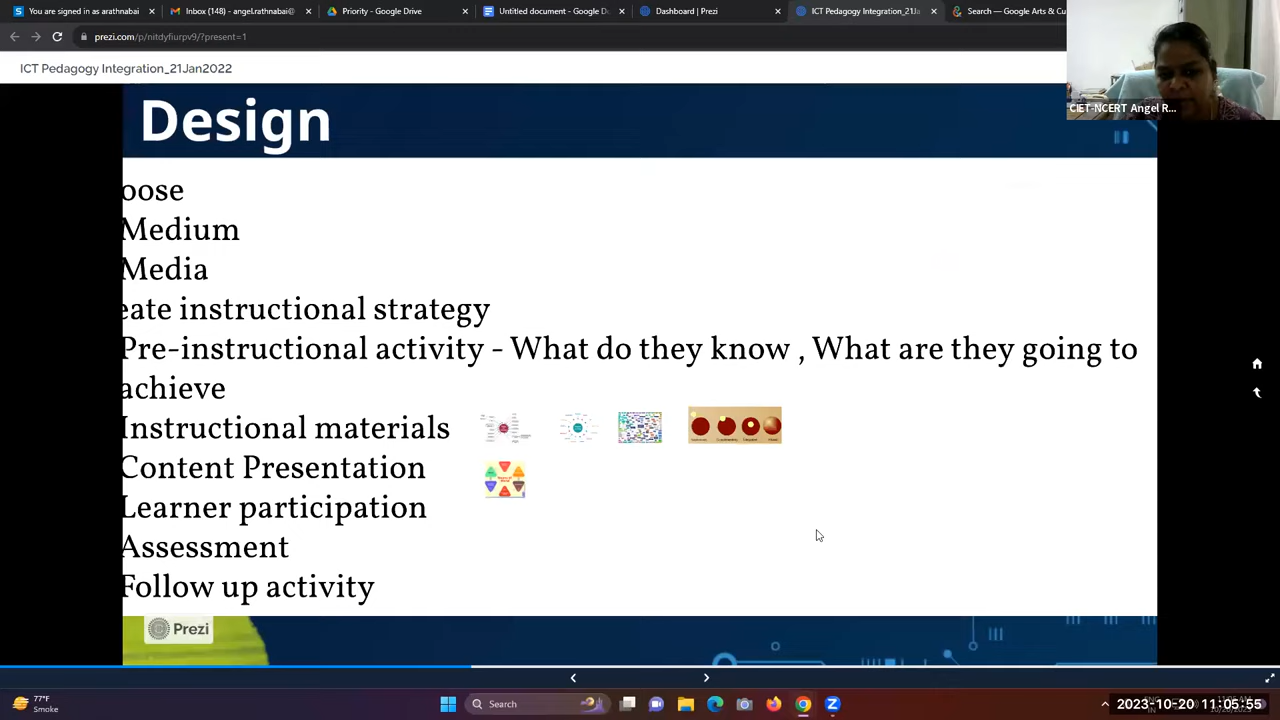 You are signed in as arathnabai
Inbox (148) - angel.rathnabai@
Priority - Google Drive
Untitled document - Google D
Dashboard | Prezi
ICT Pedagogy Integration_21Ja
Search — Google Arts & Cu
prezi.com/p/nitdyfiurpv9/?present=1
ICT Pedagogy Integration_21Jan2022
CIET-NCERT Angel R...
Design
oose
Medium
Media
eate instructional strategy
Pre-instructional activity - What do they know , What are they going to
achieve
Instructional materials
Content Presentation
Learner participation
Assessment
Follow up activity
Prezi
77°F
Smoke
Search
2023-10-20 11:05:55